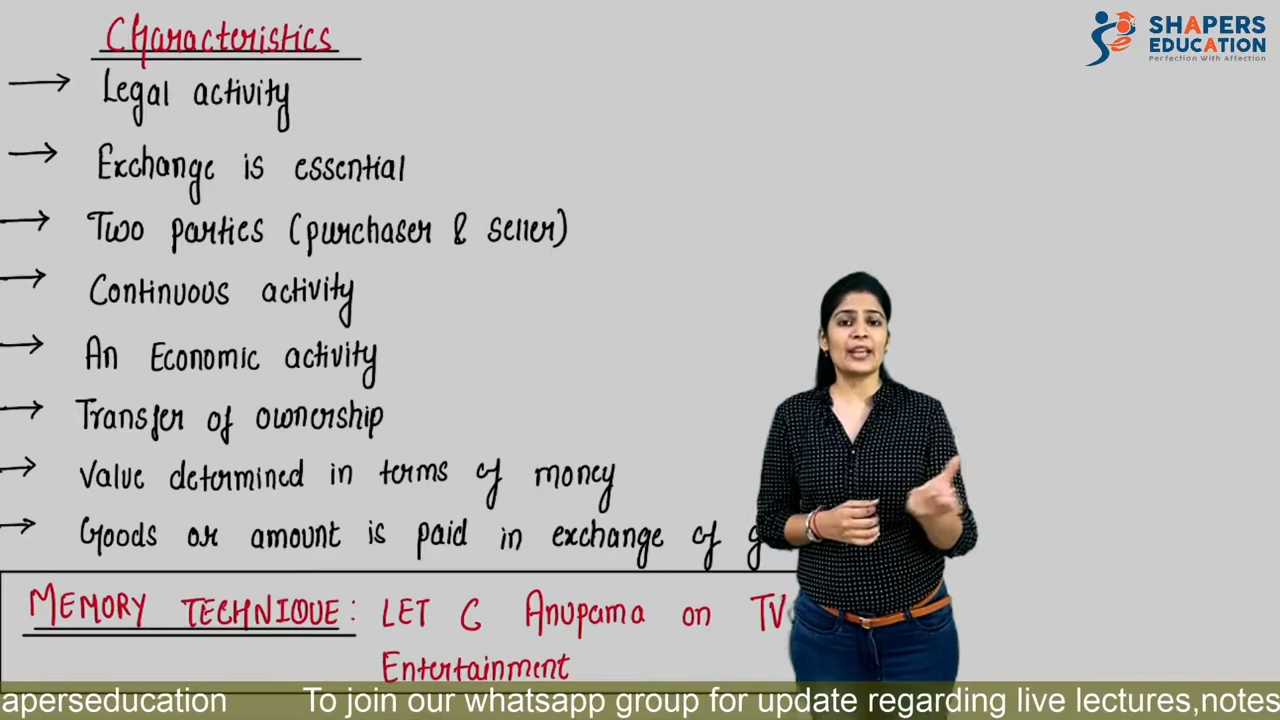 Characteristics
SHAPERS
EDUCATION
Perfection With Affection
→ Legal activity
→ Exchange is essential
→ Two parties (purchaser & seller)
→ Continuous activity
→ An Economic activity
→ Transfer of ownership
→ Value determined in terms of money
→ Goods or amount is paid in exchange of
MEMORY TECHNIQUE: LET C Anupama on TV
Entertainment
aperseducation To join our whatsapp group for update regarding live lectures,notes